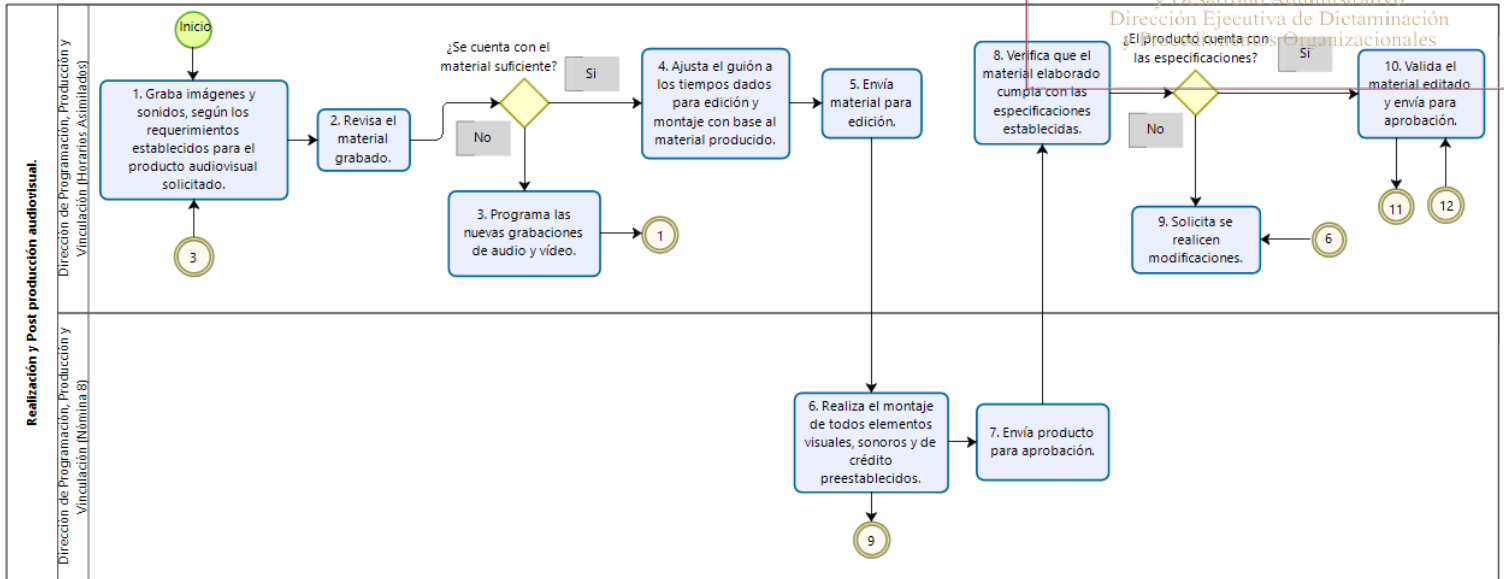 Realización y Post producción audiovisual.
Dirección de Programación, Producción y
Vinculación (Horarios Asimilados)
Inicio
1. Graba imágenes y
sonidos, según los
requerimientos
establecidos para el
producto audiovisual
solicitado.
3
2. Revisa el
material
grabado.
¿Se cuenta con el
material suficiente?
Si
No
3. Programa las
nuevas grabaciones
de audio y vídeo.
1
4. Ajusta el guión a
los tiempos dados
para edición y
montaje con base al
material producido.
5. Envía
material para
edición.
8. Verifica que el
material elaborado
cumpla con las
especificaciones
establecidas.
y Desarrollo Administrativo
Dirección Ejecutiva de Dictaminación
y Procedimientos Organizacionales
¿El producto cuenta con
las especificaciones?
Si
No
9. Solicita se
realicen
modificaciones.
6
10. Valida el
material editado
y envía para
aprobación.
11
12
Dirección de Programación, Producción y
Vinculación (Nómina 8)
6. Realiza el montaje
de todos elementos
visuales, sonoros y de
crédito
preestablecidos.
9
7. Envía producto
para aprobación.